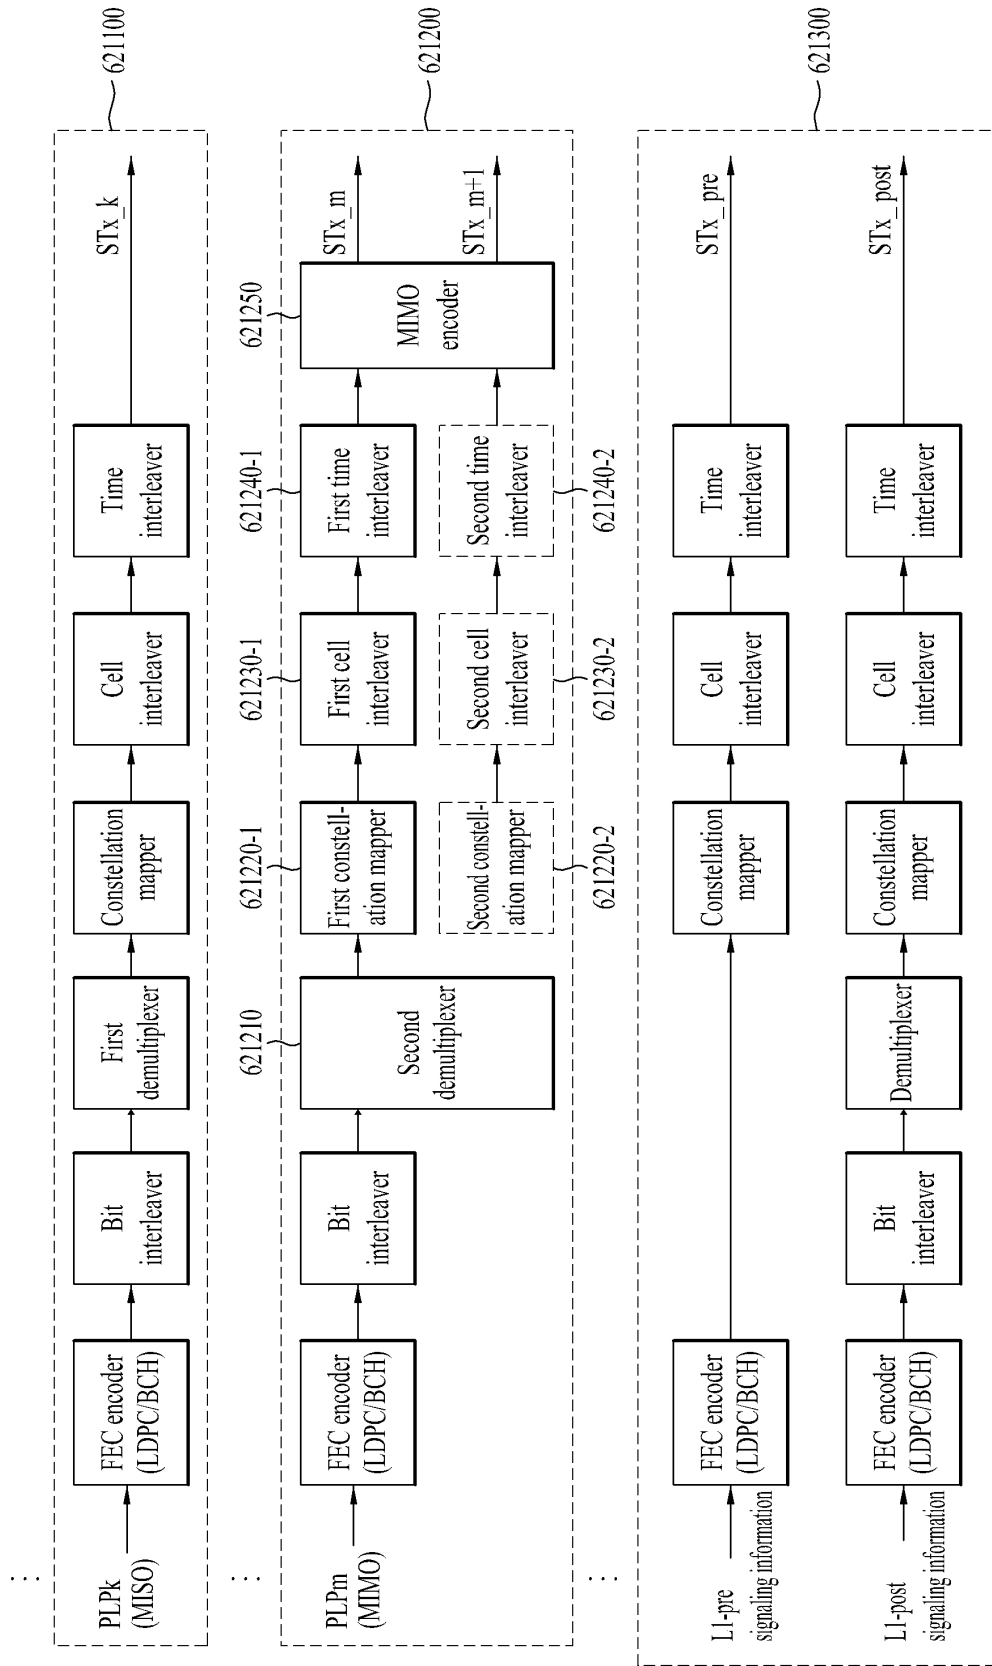 ⋮
PLPk
(MISO)
FEC encoder
(LDPC/BCH)
Bit
interleaver
First
demultiplexer
Constellation
mapper
Cell
interleaver
Time
interleaver
STx_k
621100
⋮
PLPm
(MIMO)
FEC encoder
(LDPC/BCH)
Bit
interleaver
621210
Second
demultiplexer
621220-1
First constell-
ation mapper
621230-1
First cell
interleaver
621240-1
First time
interleaver
Second constell-
ation mapper
621220-2
Second cell
interleaver
621230-2
Second time
interleaver
621240-2
621250
MIMO
encoder
STx_m
STx_m+1
621200
⋮
L1-pre
signaling information
FEC encoder
(LDPC/BCH)
Constellation
mapper
Cell
interleaver
Time
interleaver
STx_pre
L1-post
signaling information
FEC encoder
(LDPC/BCH)
Bit
interleaver
Demultiplexer
Constellation
mapper
Cell
interleaver
Time
interleaver
STx_post
621300